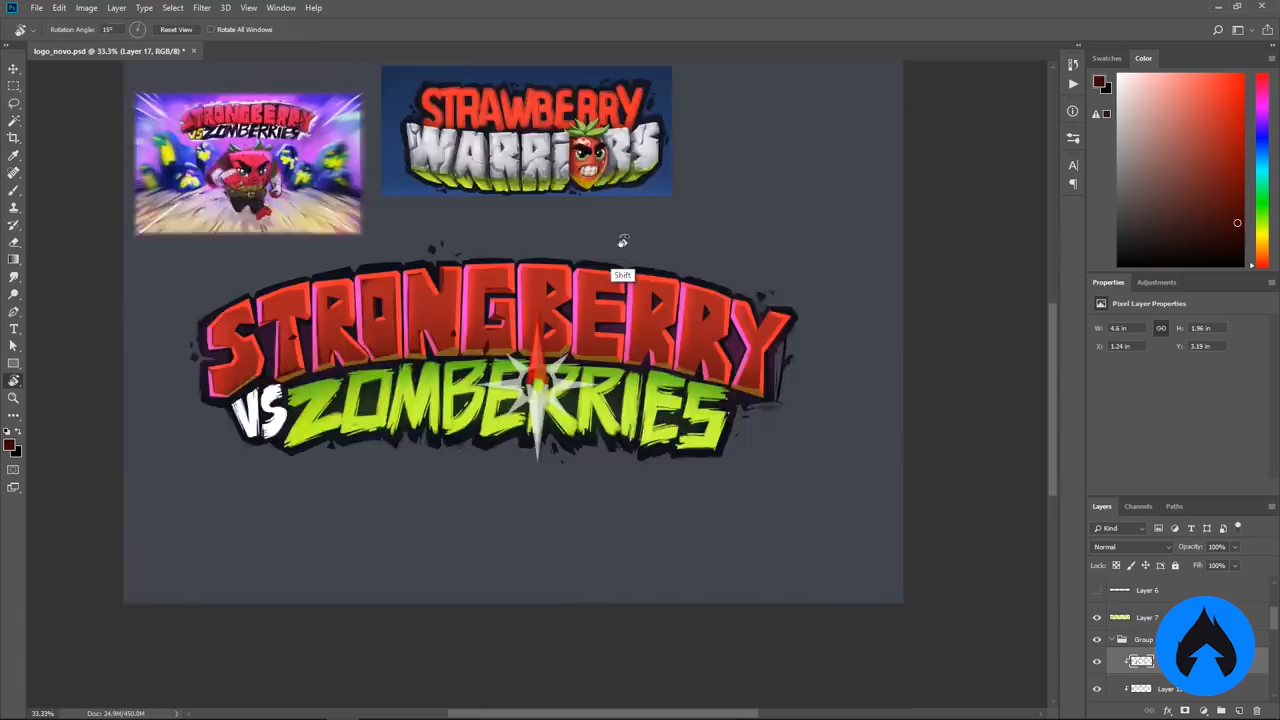 Ps File Edit Image Layer Type Select Filter 3D View Window Help
Rotation Angle: 15° Reset View Rotate All Windows
logo_novo.psd @ 33.3% (Layer 17, RGB/8) * ×
Swatches Color
STRONGBERRY
VS ZOMBERRIES
STRAWBERRY
WARRIORS
Shift
STRONGBERRY
VS ZOMBERRIES
Properties Adjustments
Pixel Layer Properties
W: 4.6 in GO H: 1.96 in
X: 1.24 in Y: 3.19 in
Layers Channels Paths
Kind
Normal Opacity: 100%
Lock: Fill: 100%
Layer 6
Layer 7
Group
33.33% Doc: 24.9M/450.0M